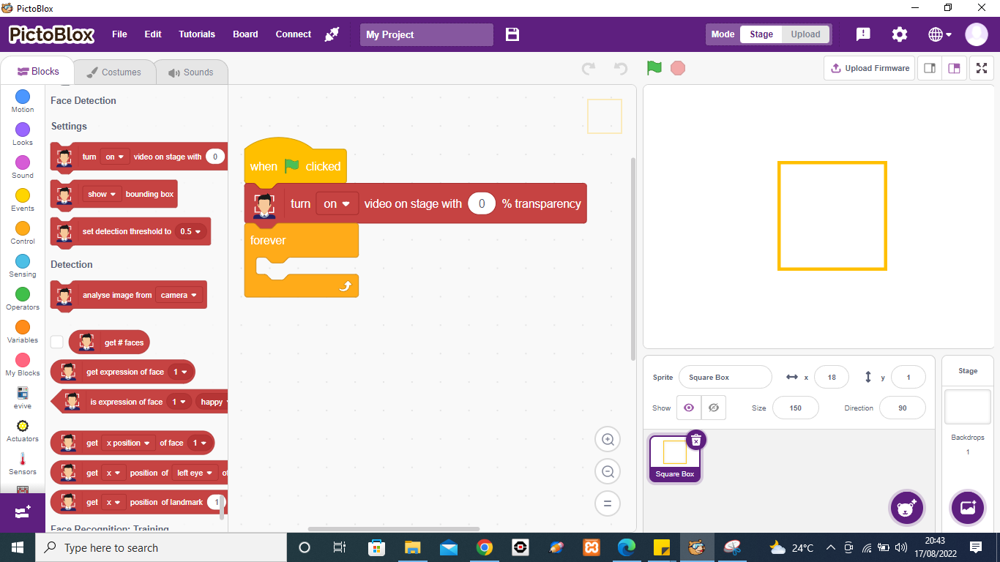 PictoBlox
PictoBlox File Edit Tutorials Board Connect My Project Mode Stage Upload
Blocks Costumes Sounds Upload Firmware
Motion
Looks
Sound
Events
Control
Sensing
Operators
Variables
My Blocks
evive
Actuators
Sensors
Face Detection
Settings
turn on video on stage with 0
show bounding box
set detection threshold to 0.5
Detection
analyse image from camera
get # faces
get expression of face 1
is expression of face 1 happy
get x position of face 1
get x position of left eye of
get x position of landmark 1
Face Recognition: Training
when clicked
turn on video on stage with 0 % transparency
forever
Sprite Square Box x 18 y 1
Show Size 150 Direction 90
Square Box
Stage
Backdrops
1
Type here to search
24°C
20:43
17/08/2022